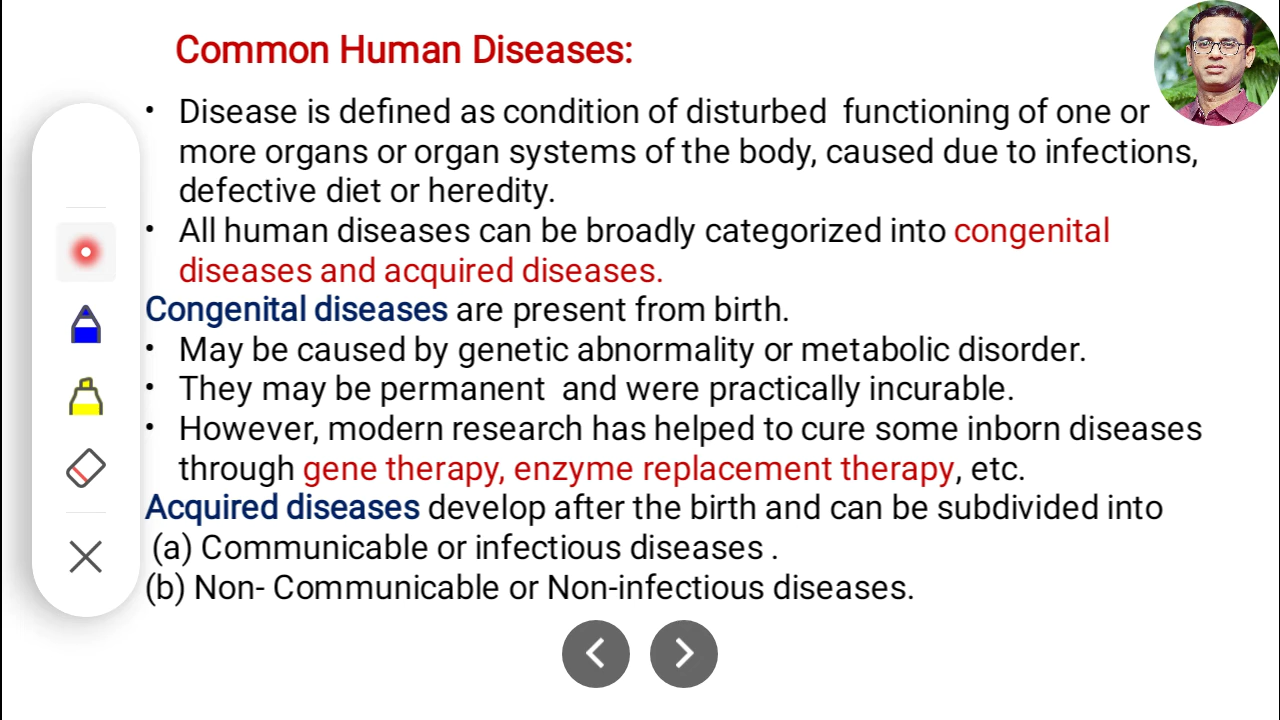 Common Human Diseases:
• Disease is defined as condition of disturbed  functioning of one or
more organs or organ systems of the body, caused due to infections,
defective diet or heredity.
• All human diseases can be broadly categorized into congenital
diseases and acquired diseases.
Congenital diseases are present from birth.
• May be caused by genetic abnormality or metabolic disorder.
• They may be permanent  and were practically incurable.
• However, modern research has helped to cure some inborn diseases
through gene therapy, enzyme replacement therapy, etc.
Acquired diseases develop after the birth and can be subdivided into
(a) Communicable or infectious diseases .
(b) Non- Communicable or Non-infectious diseases.